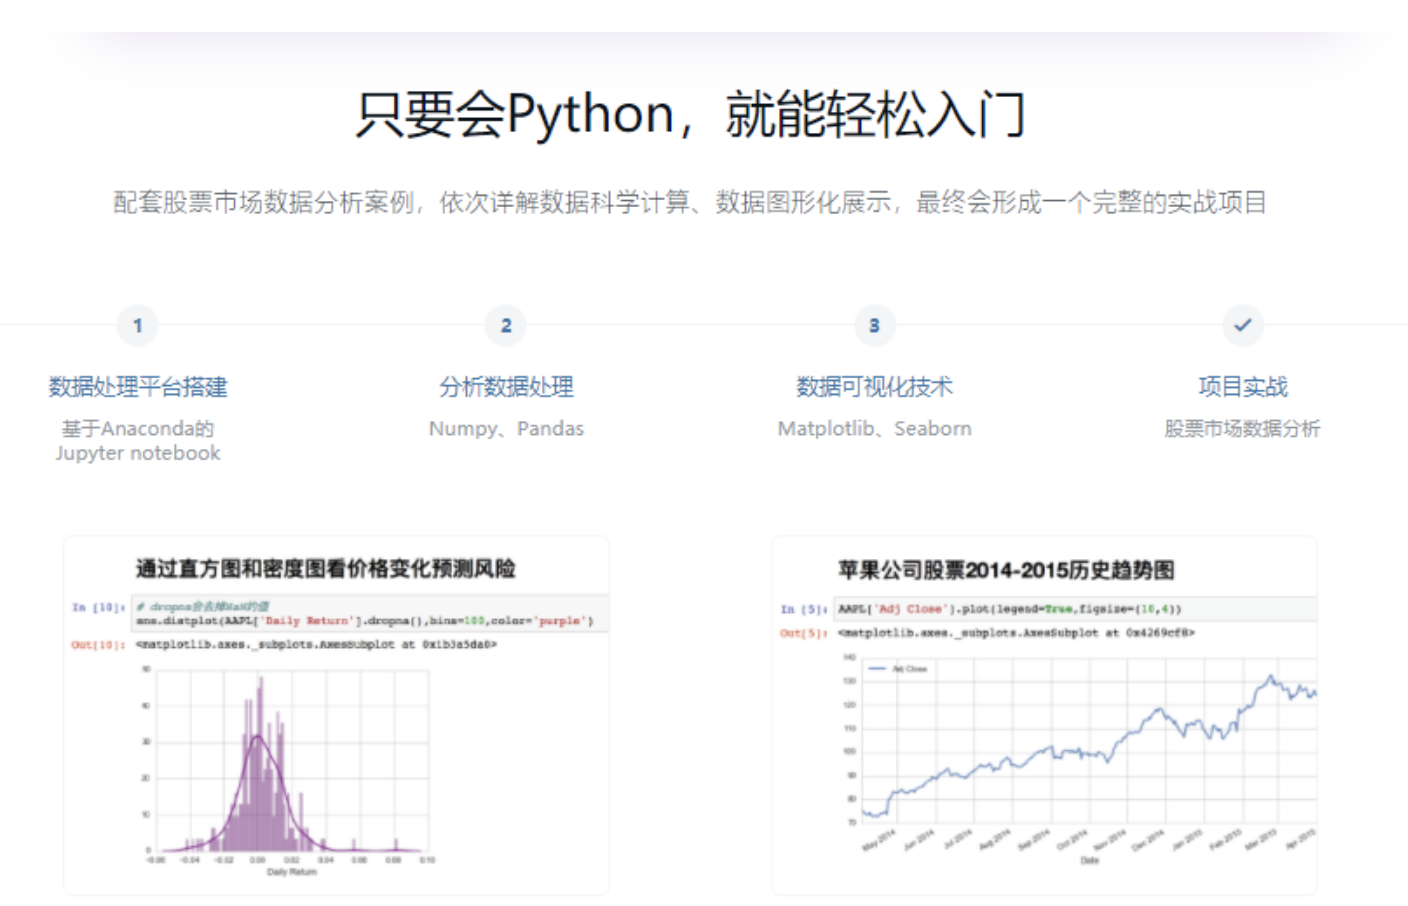 只要会Python，就能轻松入门
配套股票市场数据分析案例，依次详解数据科学计算、数据图形化展示，最终会形成一个完整的实战项目
1
2
3
数据处理平台搭建
分析数据处理
数据可视化技术
项目实战
基于Anaconda的
Jupyter notebook
Numpy、Pandas
Matplotlib、Seaborn
股票市场数据分析
通过直方图和密度图看价格变化预测风险
In [10]: # dropna会去掉NaN的值
sns.distplot(AAPL['Daily Return'].dropna(),bins=100,color='purple')
Out[10]: <matplotlib.axes._subplots.AxesSubplot at 0x1b3a5da0>
50
40
30
20
10
0
-0.06 -0.04 -0.02 0.00 0.02 0.04 0.06 0.08 0.10
Daily Return
苹果公司股票2014-2015历史趋势图
In [5]: AAPL['Adj Close'].plot(legend=True,figsize=(10,4))
Out[5]: <matplotlib.axes._subplots.AxesSubplot at 0x4269cf8>
Adj Close
140
130
120
110
100
90
80
70
May 2014 Jun 2014 Jul 2014 Aug 2014 Sep 2014 Oct 2014 Nov 2014 Dec 2014 Jan 2015 Feb 2015 Mar 2015 Apr 2015
Date